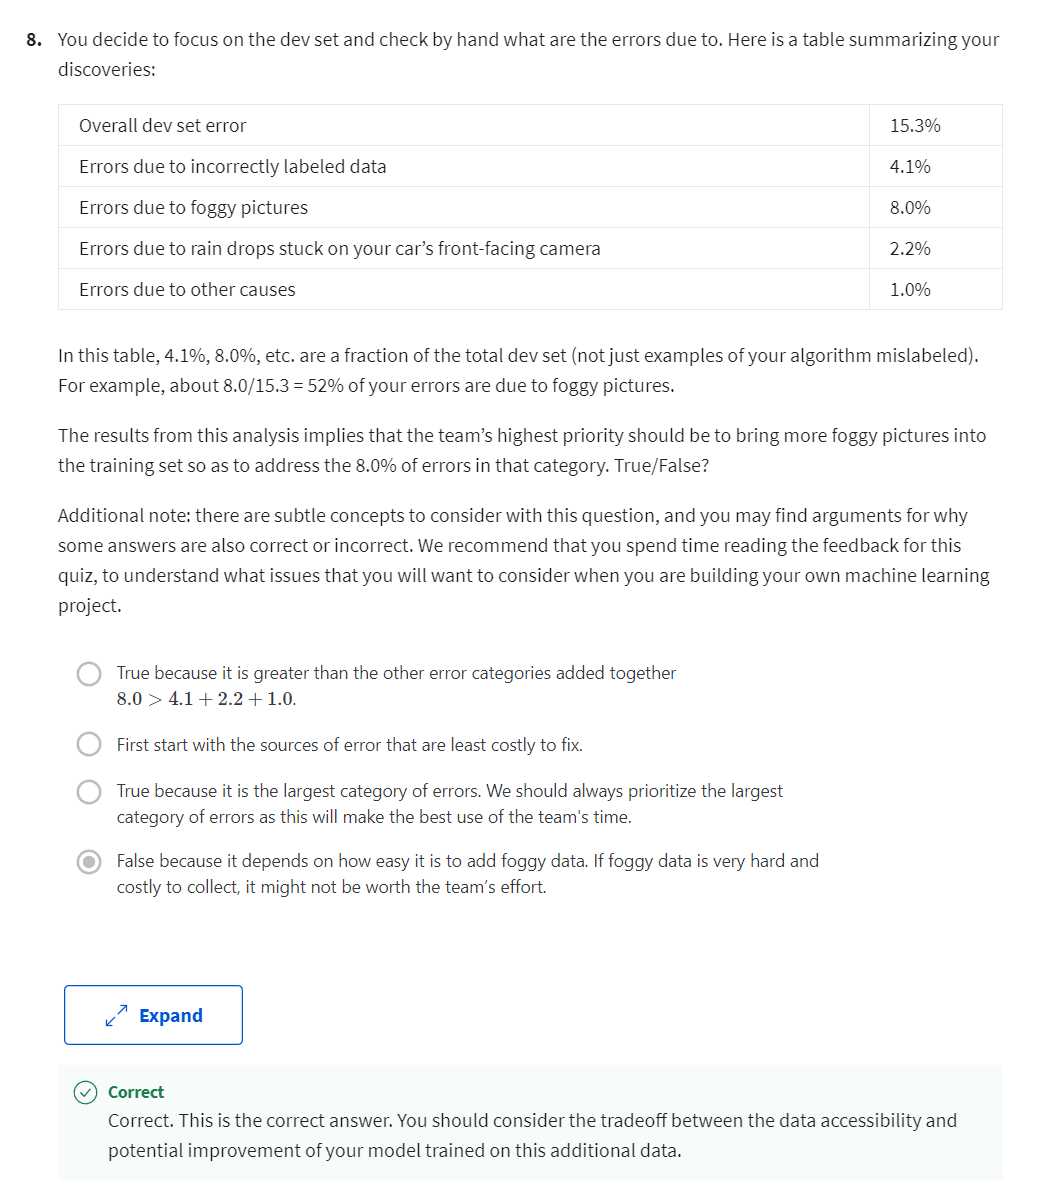 8. You decide to focus on the dev set and check by hand what are the errors due to. Here is a table summarizing your
discoveries:
Overall dev set error 15.3%
Errors due to incorrectly labeled data 4.1%
Errors due to foggy pictures 8.0%
Errors due to rain drops stuck on your car’s front-facing camera 2.2%
Errors due to other causes 1.0%
In this table, 4.1%, 8.0%, etc. are a fraction of the total dev set (not just examples of your algorithm mislabeled).
For example, about 8.0/15.3 = 52% of your errors are due to foggy pictures.
The results from this analysis implies that the team’s highest priority should be to bring more foggy pictures into
the training set so as to address the 8.0% of errors in that category. True/False?
Additional note: there are subtle concepts to consider with this question, and you may find arguments for why
some answers are also correct or incorrect. We recommend that you spend time reading the feedback for this
quiz, to understand what issues that you will want to consider when you are building your own machine learning
project.
True because it is greater than the other error categories added together
8.0 > 4.1 + 2.2 + 1.0.
First start with the sources of error that are least costly to fix.
True because it is the largest category of errors. We should always prioritize the largest
category of errors as this will make the best use of the team's time.
False because it depends on how easy it is to add foggy data. If foggy data is very hard and
costly to collect, it might not be worth the team’s effort.
Expand
Correct
Correct. This is the correct answer. You should consider the tradeoff between the data accessibility and
potential improvement of your model trained on this additional data.